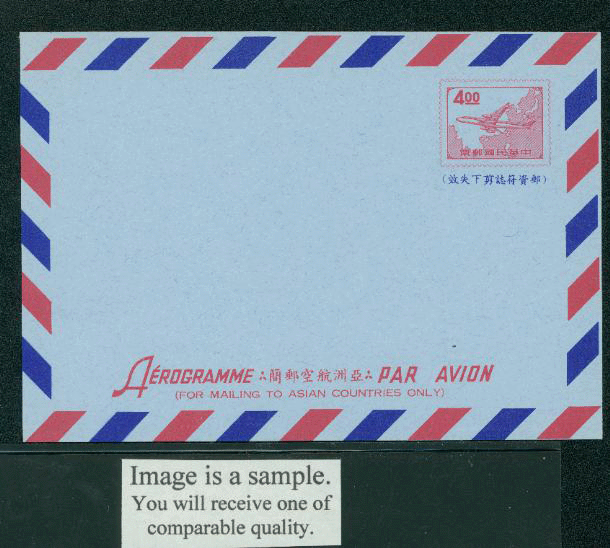 4.00
票郵國民華中
(效失下剪誌符資郵)
AÉROGRAMME ∴簡郵空航洲亞∴ PAR AVION
(FOR MAILING TO ASIAN COUNTRIES ONLY)
Image is a sample.
You will receive one of
comparable quality.